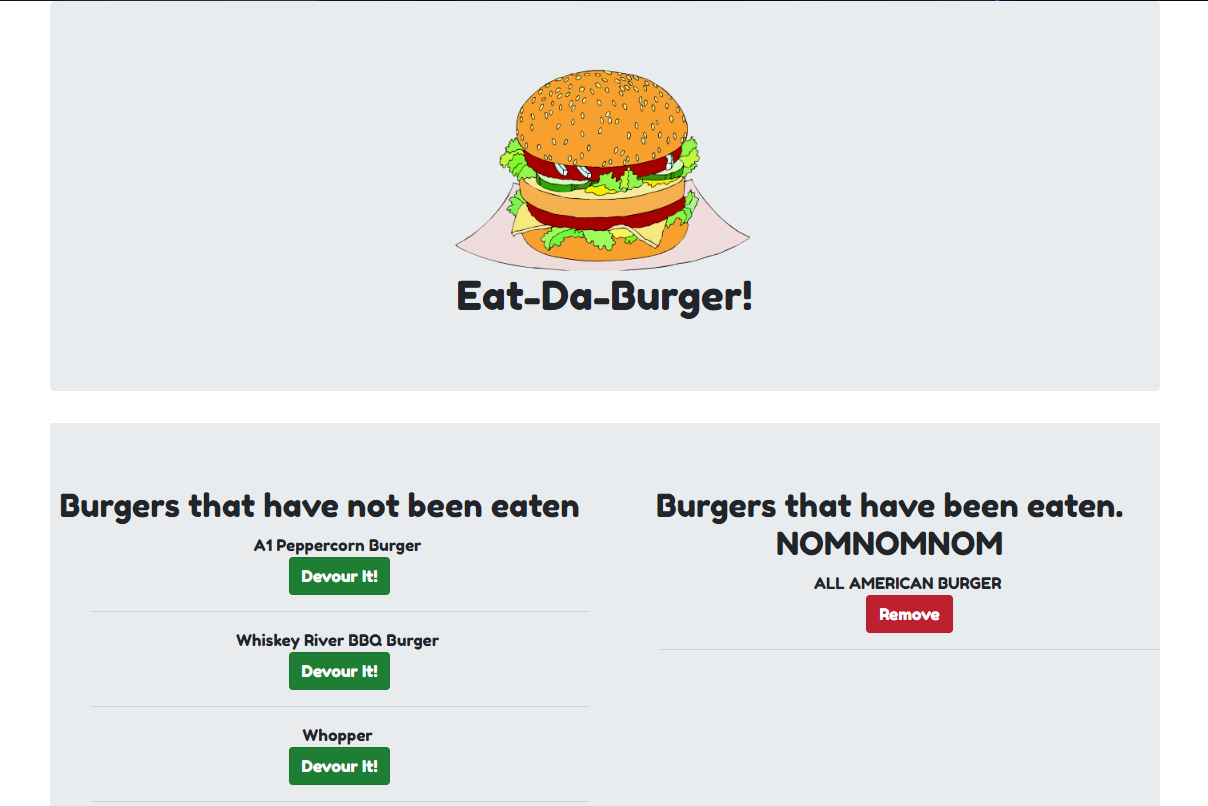 Eat-Da-Burger!
Burgers that have not been eaten
A1 Peppercorn Burger
Devour It!
Whiskey River BBQ Burger
Devour It!
Whopper
Devour It!
Burgers that have been eaten.
NOMNOMNOM
ALL AMERICAN BURGER
Remove